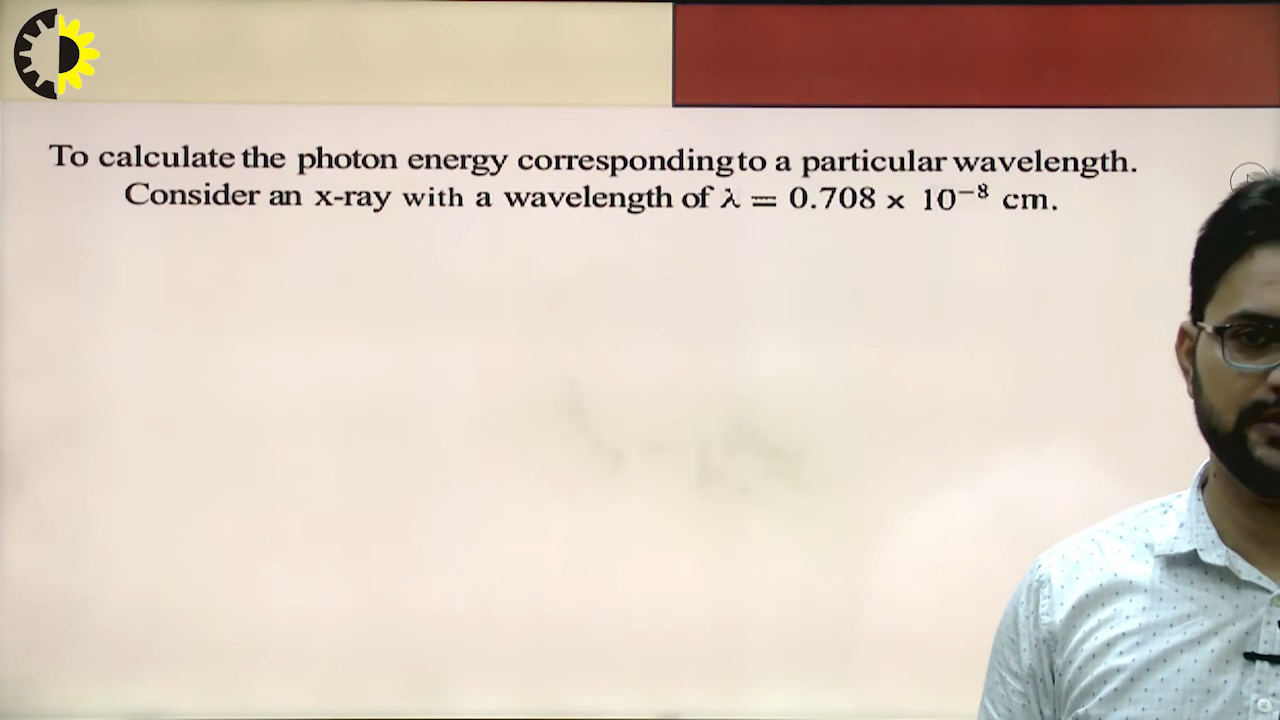 To calculate the photon energy corresponding to a particular wavelength.
Consider an x-ray with a wavelength of λ = 0.708 × 10⁻⁸ cm.